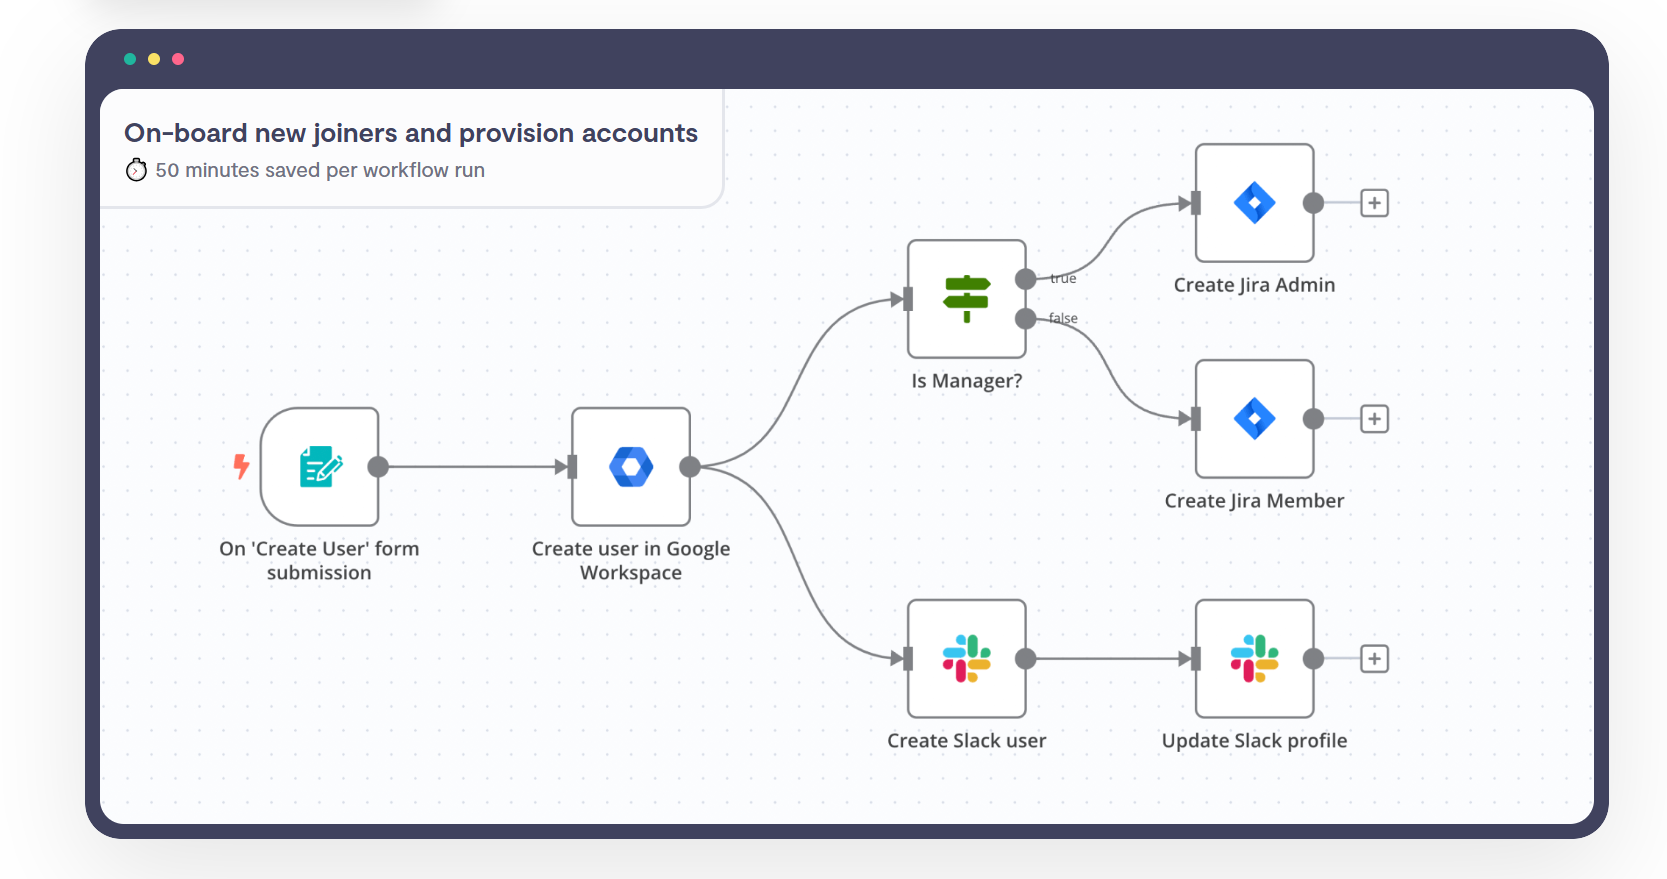 On-board new joiners and provision accounts
50 minutes saved per workflow run
true
Create Jira Admin
false
Is Manager?
Create Jira Member
On 'Create User' form
submission
Create user in Google
Workspace
Create Slack user
Update Slack profile